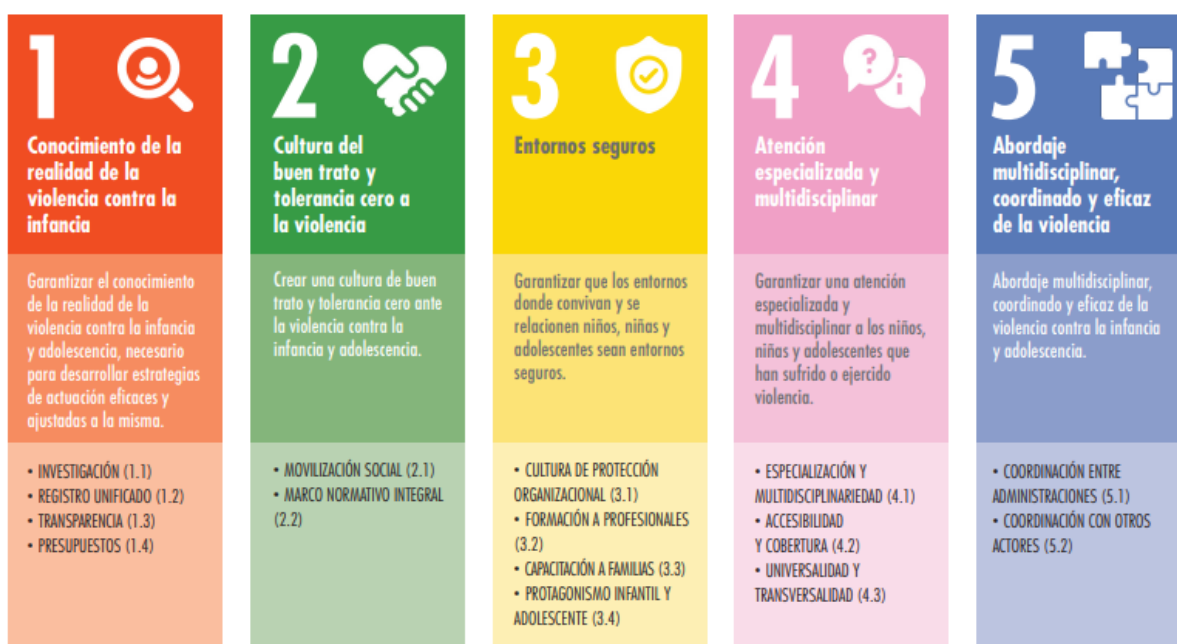 1
Conocimiento de la
realidad de la
violencia contra la
infancia
Garantizar el conocimiento
de la realidad de la
violencia contra la infancia
y adolescencia, necesario
para desarrollar estrategias
de actuación eficaces y
ajustadas a la misma.
• INVESTIGACIÓN (1.1)
• REGISTRO UNIFICADO (1.2)
• TRANSPARENCIA (1.3)
• PRESUPUESTOS (1.4)
2
Cultura del
buen trato y
tolerancia cero a
la violencia
Crear una cultura de buen
trato y tolerancia cero ante
la violencia contra la
infancia y adolescencia.
• MOVILIZACIÓN SOCIAL (2.1)
• MARCO NORMATIVO INTEGRAL
(2.2)
3
Entornos seguros
Garantizar que los entornos
donde convivan y se
relacionen niños, niñas y
adolescentes sean entornos
seguros.
• CULTURA DE PROTECCIÓN
ORGANIZACIONAL (3.1)
• FORMACIÓN A PROFESIONALES
(3.2)
• CAPACITACIÓN A FAMILIAS (3.3)
• PROTAGONISMO INFANTIL Y
ADOLESCENTE (3.4)
4
? i
Atención
especializada y
multidisciplinar
Garantizar una atención
especializada y
multidisciplinar a los niños,
niñas y adolescentes que
han sufrido o ejercido
violencia.
• ESPECIALIZACIÓN Y
MULTIDISCIPLINARIEDAD (4.1)
• ACCESIBILIDAD
Y COBERTURA (4.2)
• UNIVERSALIDAD Y
TRANSVERSALIDAD (4.3)
5
Abordaje
multidisciplinar,
coordinado y eficaz
de la violencia
Abordaje multidisciplinar,
coordinado y eficaz de la
violencia contra la infancia
y adolescencia.
• COORDINACIÓN ENTRE
ADMINISTRACIONES (5.1)
• COORDINACIÓN CON OTROS
ACTORES (5.2)